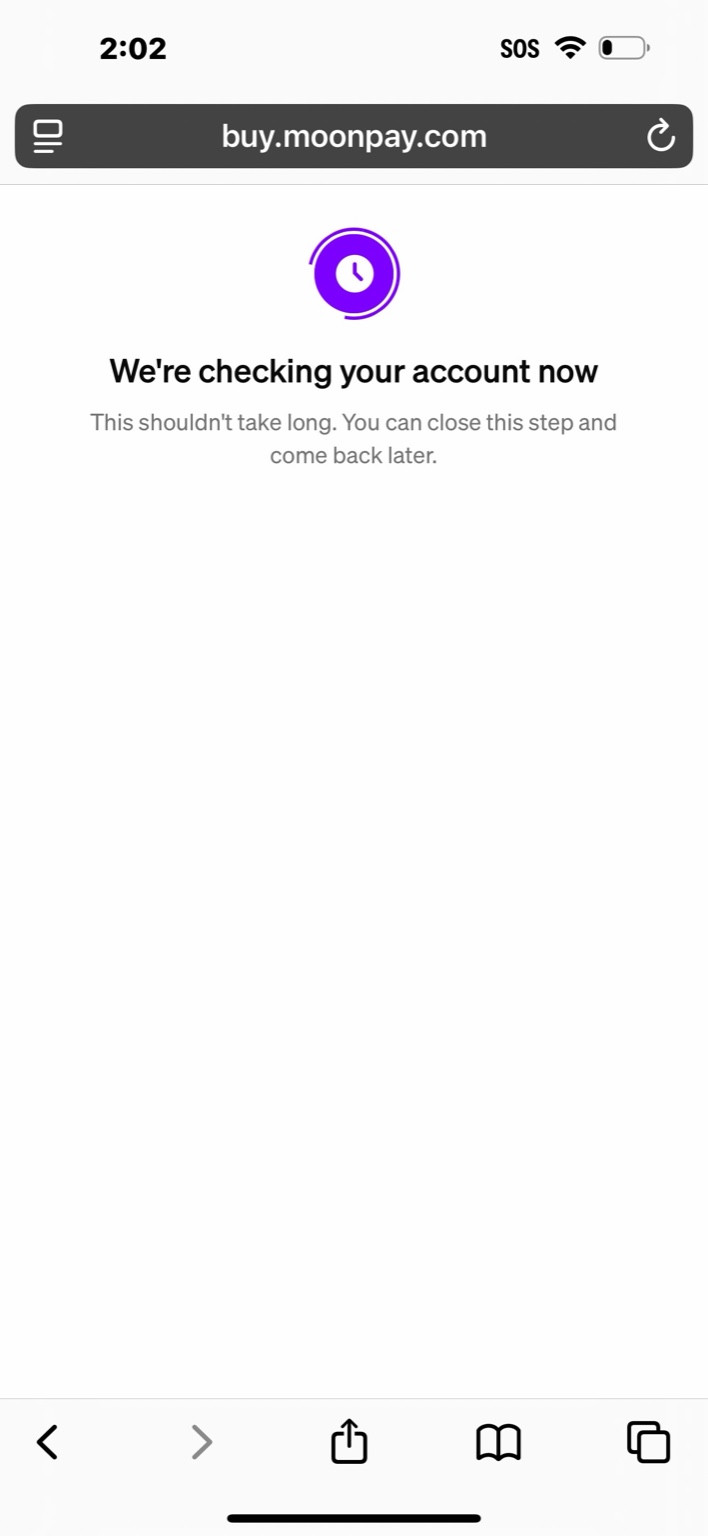 2:02
SOS
buy.moonpay.com
We're checking your account now
This shouldn't take long. You can close this step and
come back later.